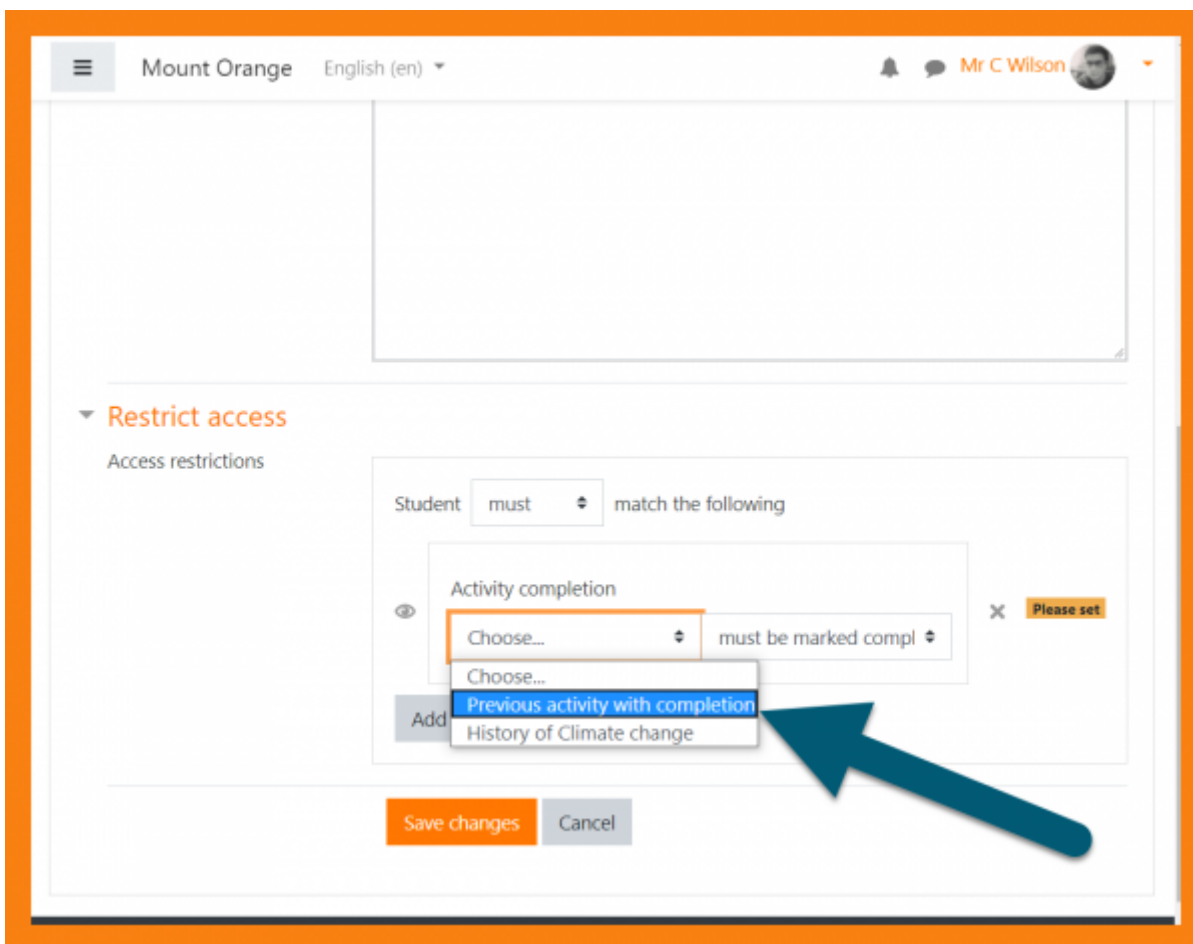 Mount Orange English (en) Mr C Wilson
Restrict access
Access restrictions
Student must match the following
Activity completion
Choose... must be marked compl
Please set
Choose...
Previous activity with completion
History of Climate change
Add
Save changes Cancel